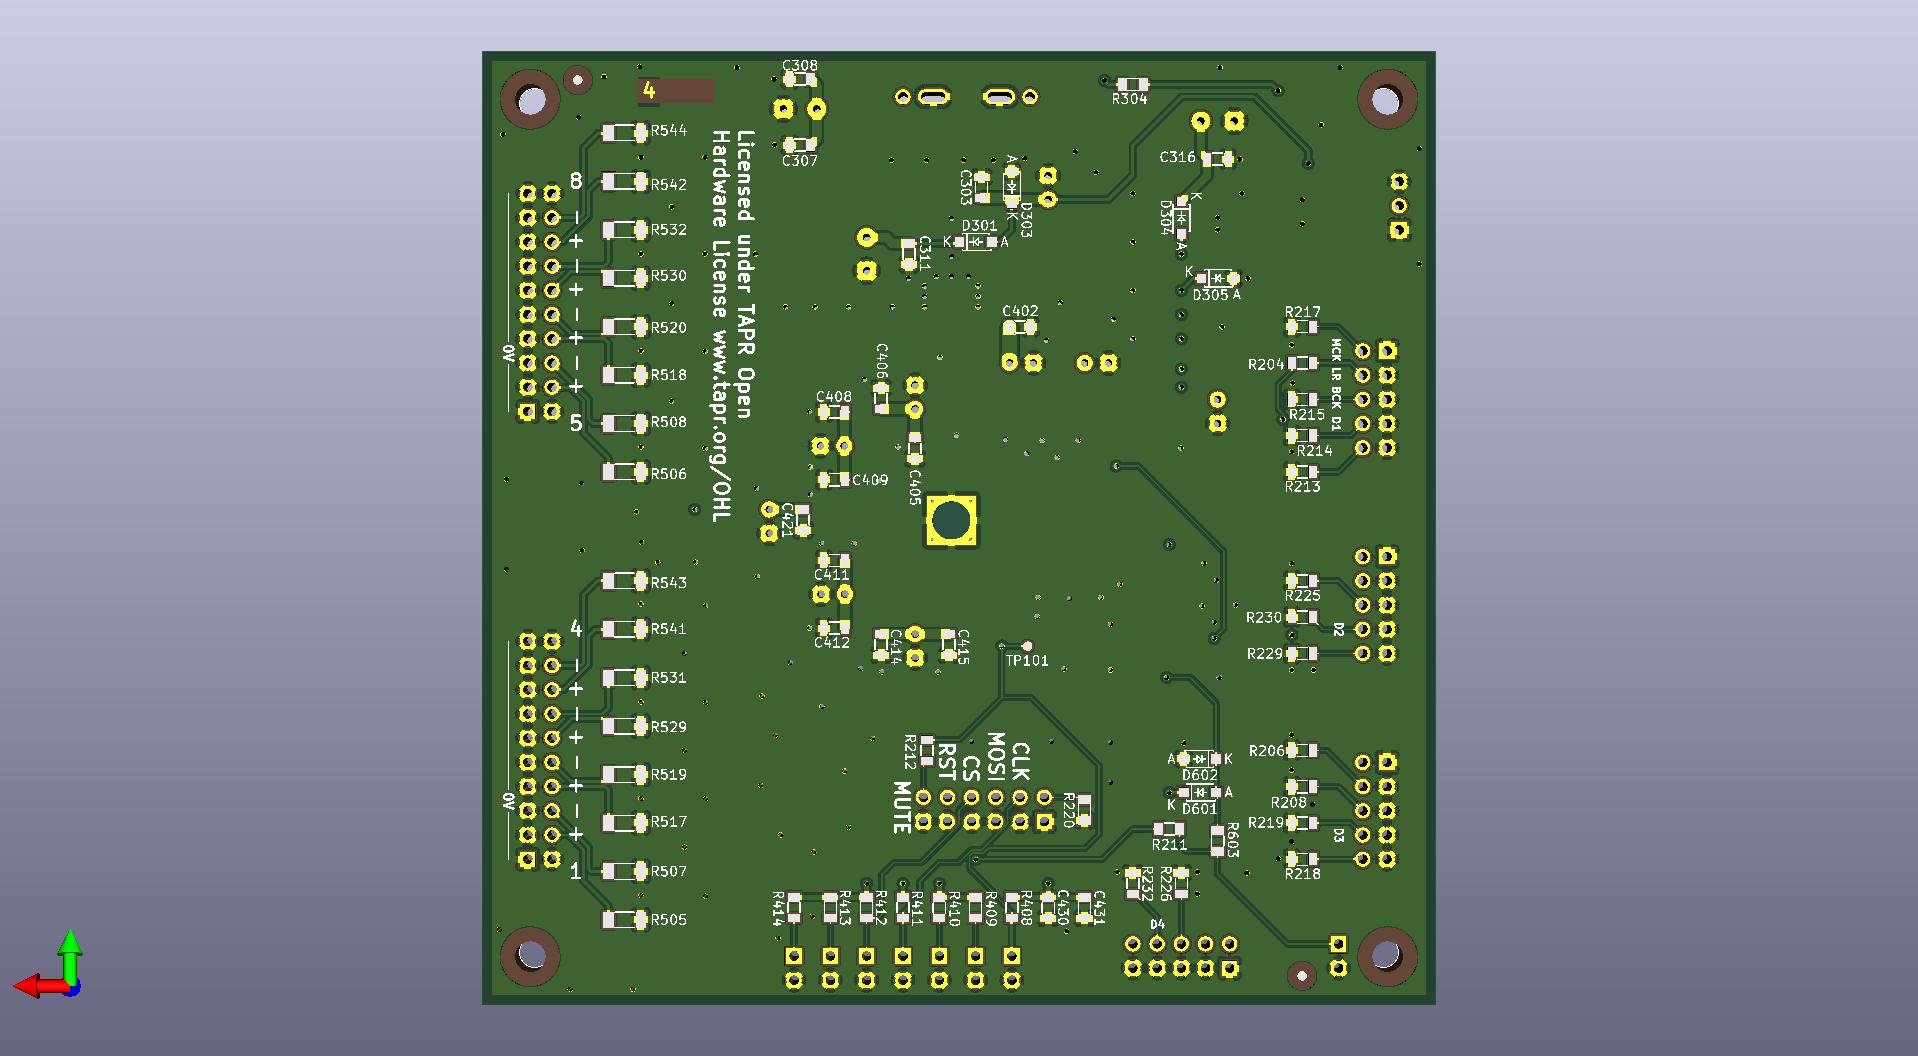 4
C308
C307
R304
C316
Licensed under TAPR Open
Hardware License www.tapr.org/OHL
R544
R542
R532
R530
R520
R518
R508
R506
8
-
+
-
+
-
+
-
+
5
0V
C303
A
K
D303
D301
K
A
C311
D304
K
A
K
D305
A
C402
C406
C408
C409
C405
C421
C411
C412
C414
C415
TP101
R217
R204
R215
R214
R213
MCK LR BCK D1
R225
R230
R229
D2
R543
R541
R531
R529
R519
R517
R507
R505
4
-
+
-
+
-
+
-
+
1
0V
R212
RST
CS
MOSI
CLK
MUTE
R220
A
K
D602
K
D601
A
R211
R603
R206
R208
R219
R218
D3
R232
R226
D4
R414
R413
R412
R411
R410
R409
R408
C430
C431